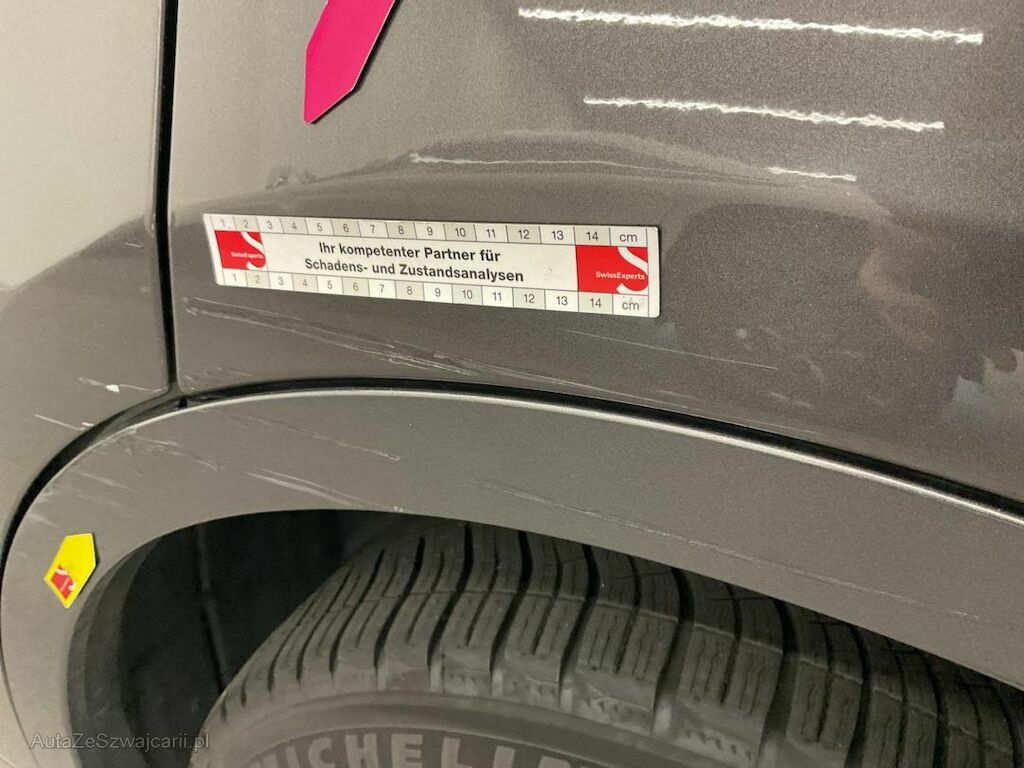 1 2 3 4 5 6 7 8 9 10 11 12 13 14 cm
SwissExperts
Ihr kompetenter Partner für
Schadens- und Zustandsanalysen
SwissExperts
1 2 3 4 5 6 7 8 9 10 11 12 13 14 cm
AutaZeSzwajcarii.pl